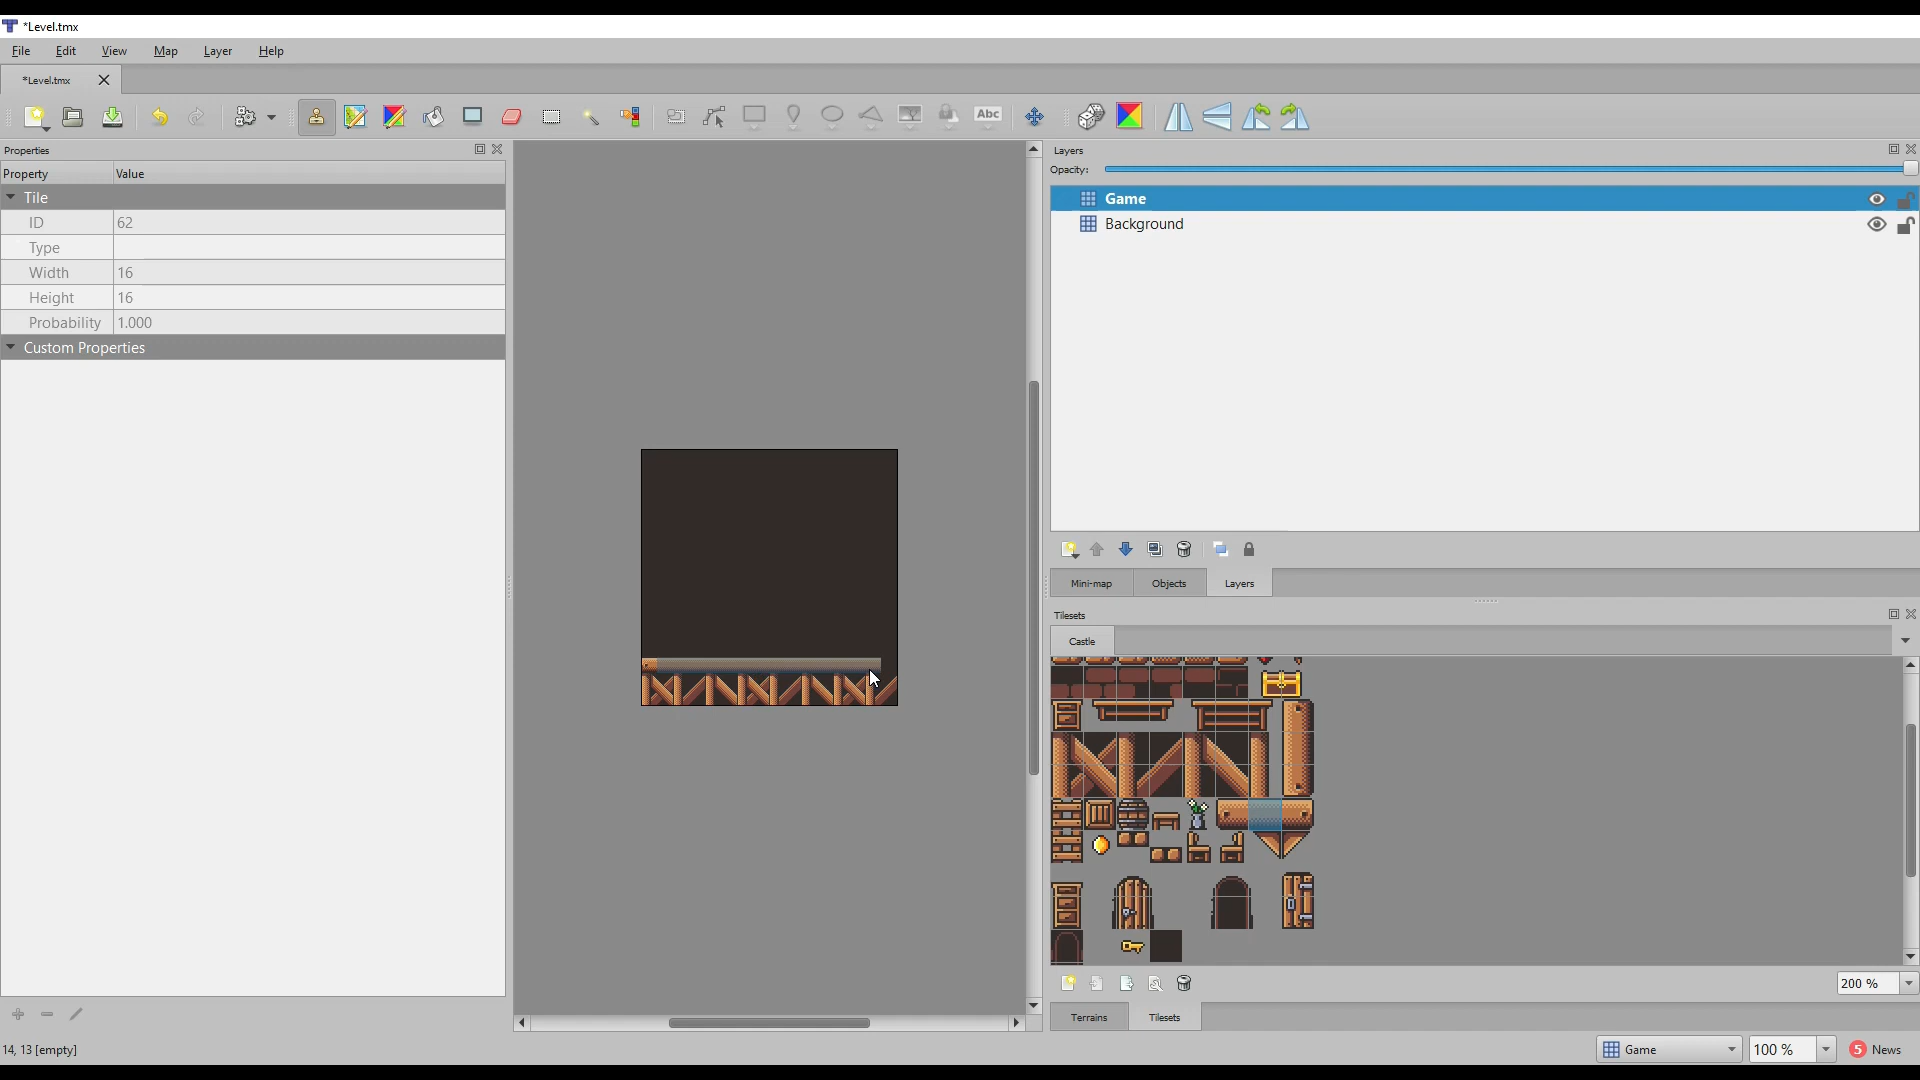 *Level.tmx
File Edit View Map Layer Help
*Level.tmx
Abc
Properties
Property Value
Tile
ID 62
Type
Width 16
Height 16
Probability 1.000
Custom Properties
Layers
Opacity:
Game
Background
Mini-map Objects Layers
Tilesets
Castle
200 %
Terrains Tilesets
14, 13 [empty]
Game 100 % 5 News